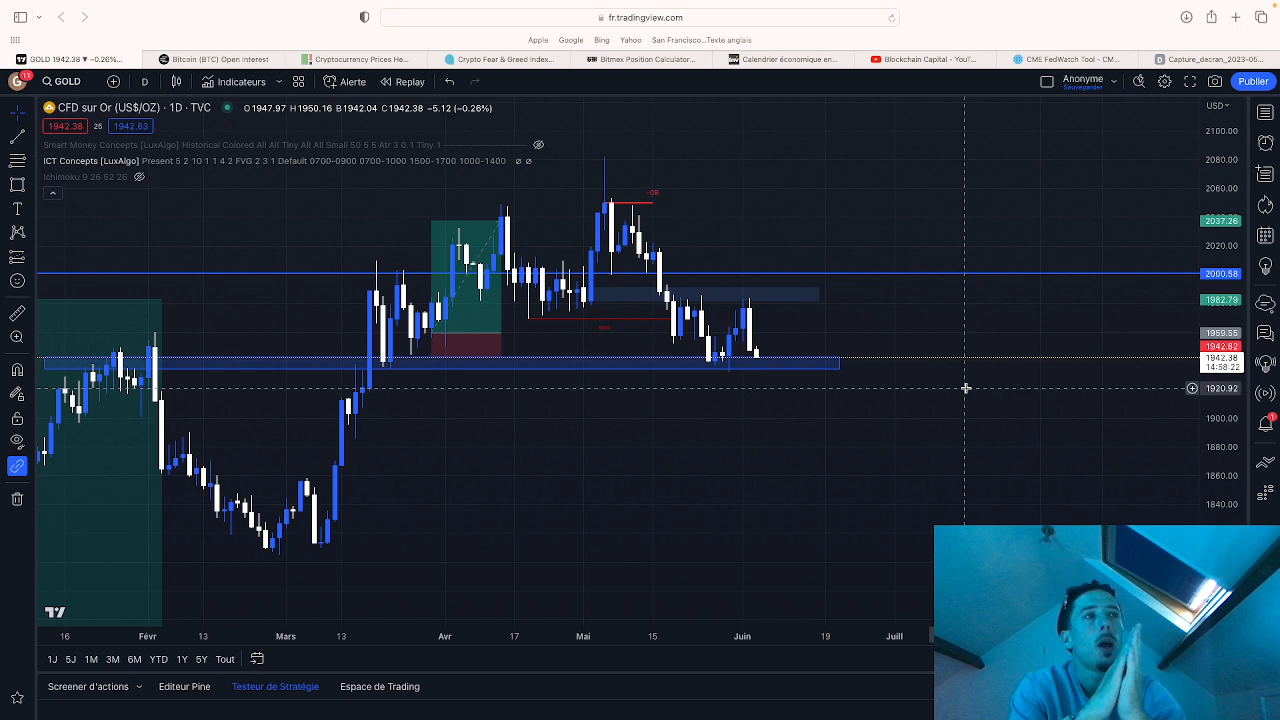 fr.tradingview.com
Apple Google Bing Yahoo San Francisco...Texte anglais
GOLD 1942.38 ▼ −0.26%... Bitcoin (BTC) Open Interest Cryptocurrency Prices He... Crypto Fear & Greed Index... Bitmex Position Calculator... Calendrier économique en... Blockchain Capital - YouT... CME FedWatch Tool - CM... Capture_decran_2023-05...
G 11 GOLD D Indicateurs Alerte Replay Anonyme Publier
Sauvegarder
CFD sur Or (US$/OZ) · 1D · TVC O1947.97 H1950.16 B1942.04 C1942.38 −5.12 (−0.26%)
1942.38 26 1942.63
Smart Money Concepts [LuxAlgo] Historical Colored All All Tiny All All Small 50 5 5 Atr 3 0.1 Tiny 1
ICT Concepts [LuxAlgo] Present 5 2 10 1 1 4 2 FVG 2 3 1 Default 0700-0900 0700-1000 1500-1700 1000-1400
Ichimoku 9 26 52 26
-OB
USD
2100.00
2080.00
2060.00
2037.26
2020.00
2000.58
1982.79
1959.55
1942.82
1942.38
14:58:22
1920.92
1900.00
1880.00
1860.00
1840.00
16 Févr 13 Mars 13 Avr 17 Mai 15 Juin 19 Juill
1J 5J 1M 3M 6M YTD 1Y 5Y Tout
Screener d'actions Editeur Pine Testeur de Stratégie Espace de Trading